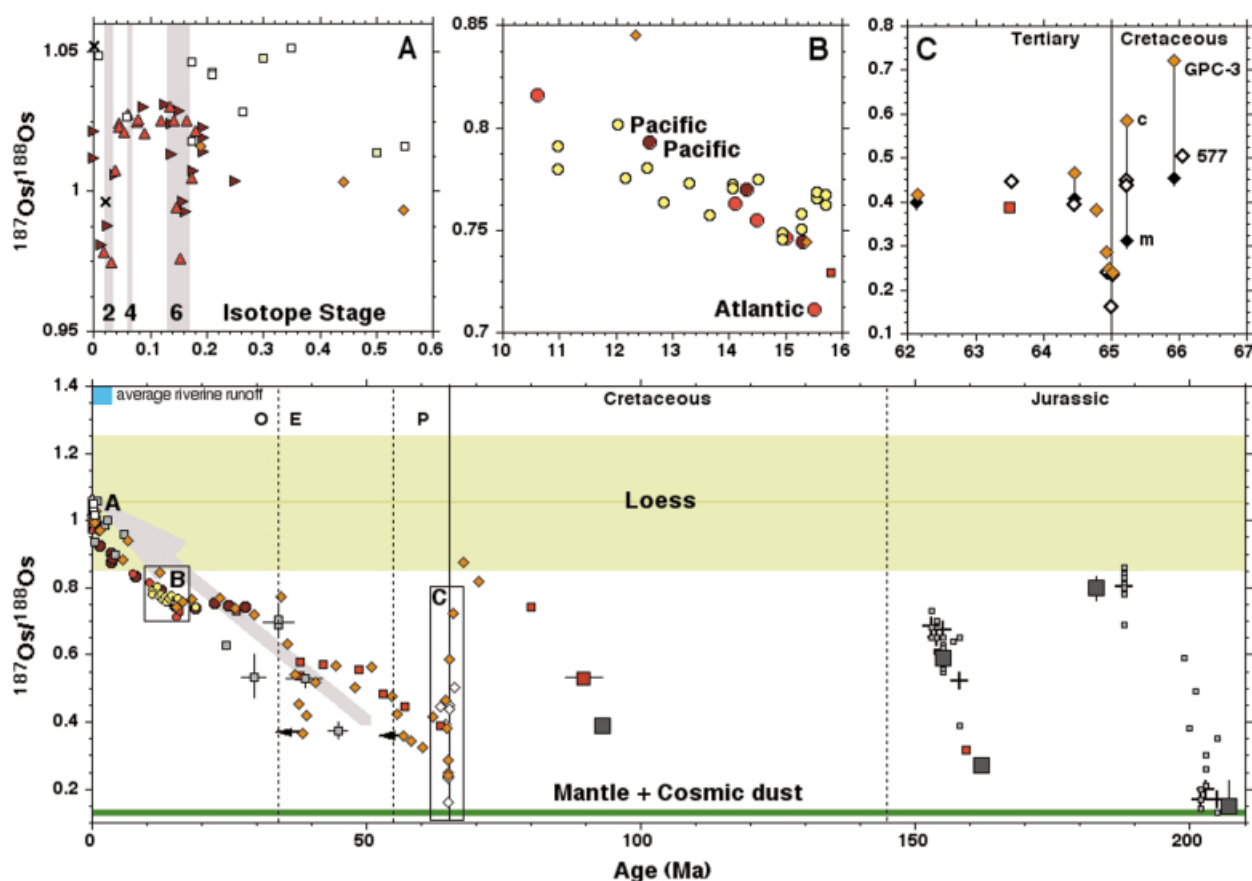 1.05
1
0.95
187Os/188Os
A
2 4 6 Isotope Stage
0 0.1 0.2 0.3 0.4 0.5 0.6
0.85
0.8
0.75
0.7
B
Pacific
Pacific
Atlantic
10 11 12 13 14 15 16
0.8
0.7
0.6
0.5
0.4
0.3
0.2
0.1
C
Tertiary Cretaceous
GPC-3
c
577
m
62 63 64 65 66 67
1.4
1.2
1
0.8
0.6
0.4
0.2
187Os/188Os
average riverine runoff
O E P Cretaceous Jurassic
A
Loess
B
C
Mantle + Cosmic dust
0 50 100 150 200
Age (Ma)